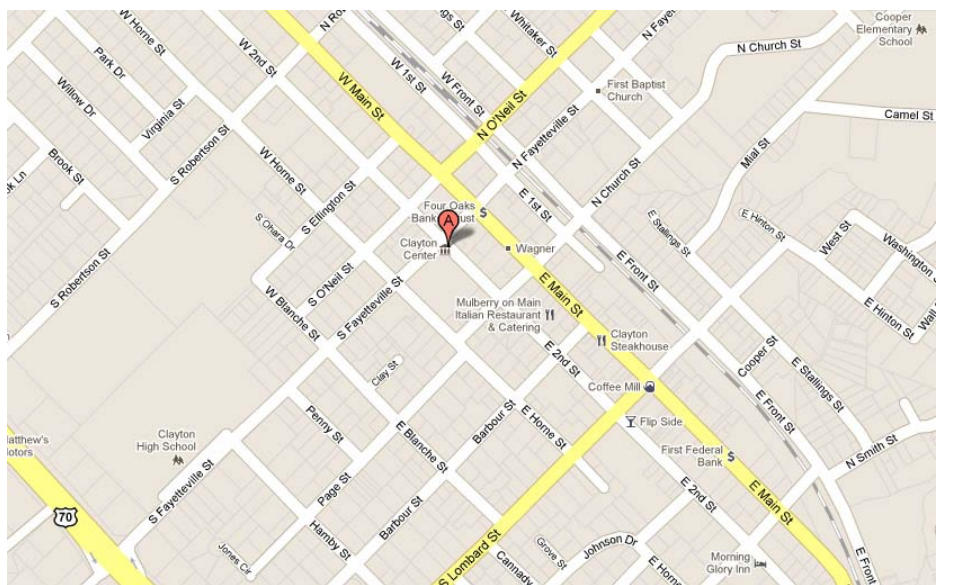 Cooper
Elementary
School
N Church St
Whitaker St
N Fayetteville St
W Horne St
W 2nd St
Park Dr
W 1st St
W Front St
W Main St
First Baptist
Church
Willow Dr
Virginia St
N O'Neil St
Camel St
Brook St
S Robertson St
W Horne St
N Fayetteville St
Mial St
N Church St
S Ellington St
Four Oaks
E 1st St
S Ohara Dr
A
E Stallings St
E Hinton St
West St
Washington
Clayton
Center
Wagner
S Robertson St
S O'Neil St
E Front St
W Blanche St
S Fayetteville St
E Main St
E Hinton St
Mulberry on Main
Italian Restaurant
& Catering
Clayton
Steakhouse
E 2nd St
Cooper St
E Stallings St
Clay St
Coffee Mill
E Front St
Penny St
Barbour St
E Horne St
Flip Side
Clayton
High School
E Blanche St
First Federal
Bank
N Smith St
S Fayetteville St
Page St
E 2nd St
E Main St
70
Barbour St
Hamby St
S Lombard St
Johnson Dr
Grove St
Jones Cir
Cannady
Morning
Glory Inn
E Front